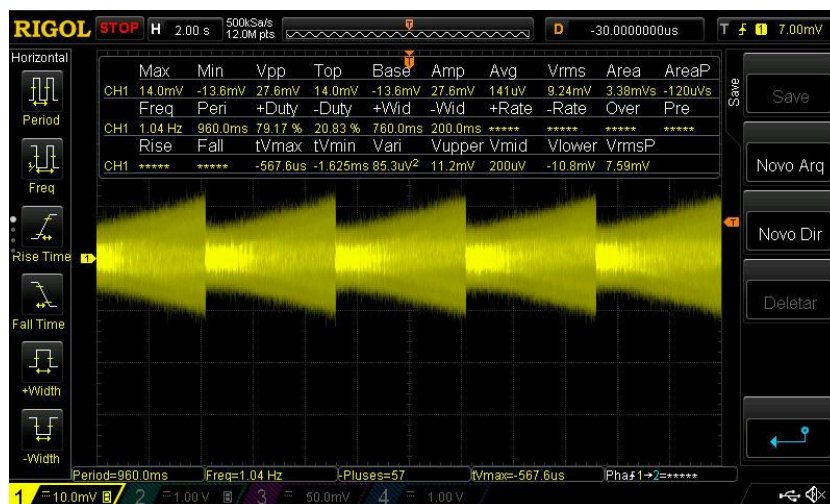 RIGOL STOP H 2.00 s 500kSa/s 12.0M pts D -30.0000000us T 1 7.00mV
Horizontal
Period
Freq
Rise Time
Fall Time
+Width
-Width
Max Min Vpp Top Base Amp Avg Vrms Area AreaP
CH1 14.0mV -13.6mV 27.6mV 14.0mV -13.6mV 27.6mV 141uV 9.24mV 3.38mVs -120uVs
Freq Peri +Duty -Duty +Wid -Wid +Rate -Rate Over Pre
CH1 1.04 Hz 960.0ms 79.17 % 20.83 % 760.0ms 200.0ms ***** ***** ***** *****
Rise Fall tVmax tVmin Vari Vupper Vmid Vlower VrmsP
CH1 ***** ***** -567.6us -1.625ms 85.3uV² 11.2mV 200uV -10.8mV 7.59mV
T
1
T
Save
Save
Novo Arq
Novo Dir
Deletar
Period=960.0ms Freq=1.04 Hz -Pluses=57 tVmax=-567.6us Pha 1→2=*****
1 = 10.0mV B 2 = 1.00 V B 3 = 50.0mV 4 = 1.00 V